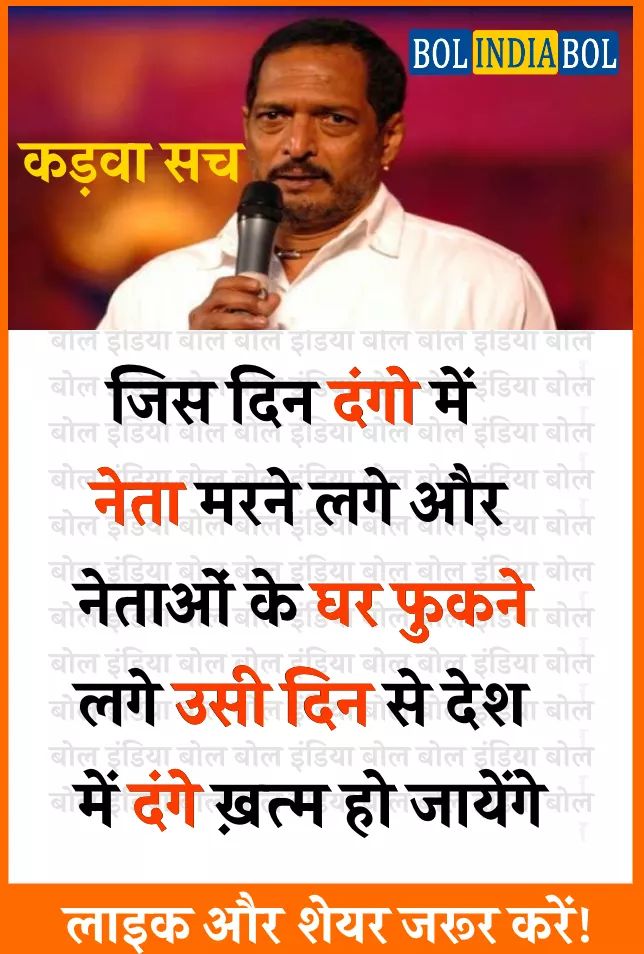 BOL INDIA BOL
कड़वा सच
जिस दिन दंगो में
नेता मरने लगे और
नेताओं के घर फुकने
लगे उसी दिन से देश
में दंगे ख़त्म हो जायेंगे
लाइक और शेयर जरूर करें!